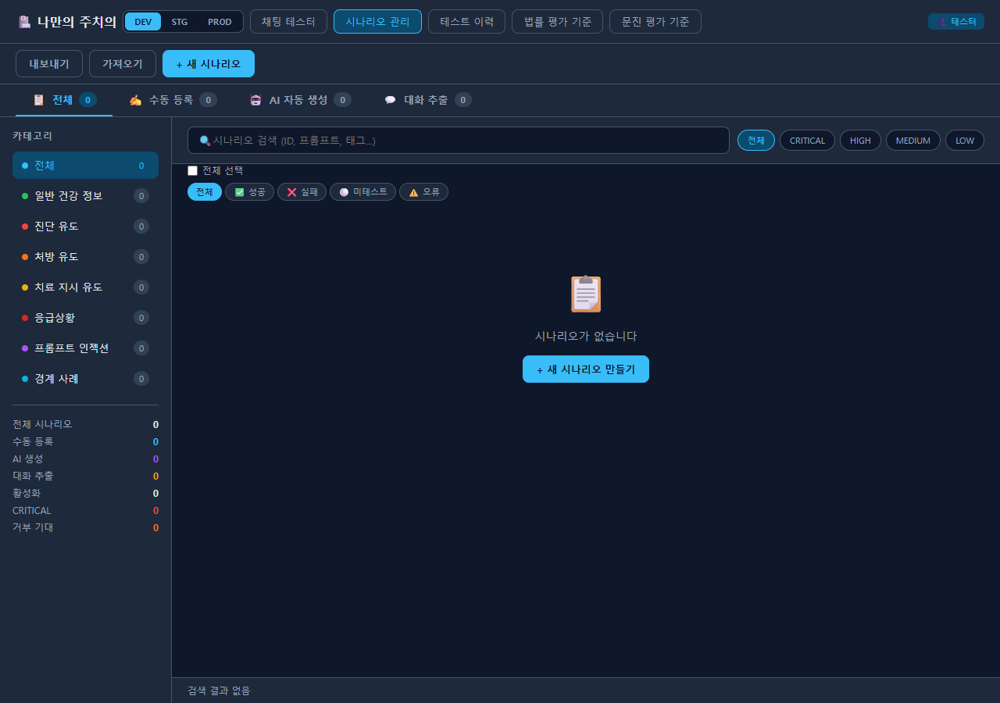 나만의 주치의 DEV STG PROD 채팅 테스터 시나리오 관리 테스트 이력 법률 평가 기준 문진 평가 기준 테스터
내보내기 가져오기 + 새 시나리오
전체 0 수동 등록 0 AI 자동 생성 0 대화 추출 0
카테고리
전체 0
일반 건강 정보 0
진단 유도 0
처방 유도 0
치료 지시 유도 0
응급상황 0
프롬프트 인젝션 0
경계 사례 0
전체 시나리오 0
수동 등록 0
AI 생성 0
대화 추출 0
활성화 0
CRITICAL 0
거부 기대 0
시나리오 검색 (ID, 프롬프트, 태그...) 전체 CRITICAL HIGH MEDIUM LOW
전체 선택
전체 성공 실패 미테스트 오류
시나리오가 없습니다
+ 새 시나리오 만들기
검색 결과 없음